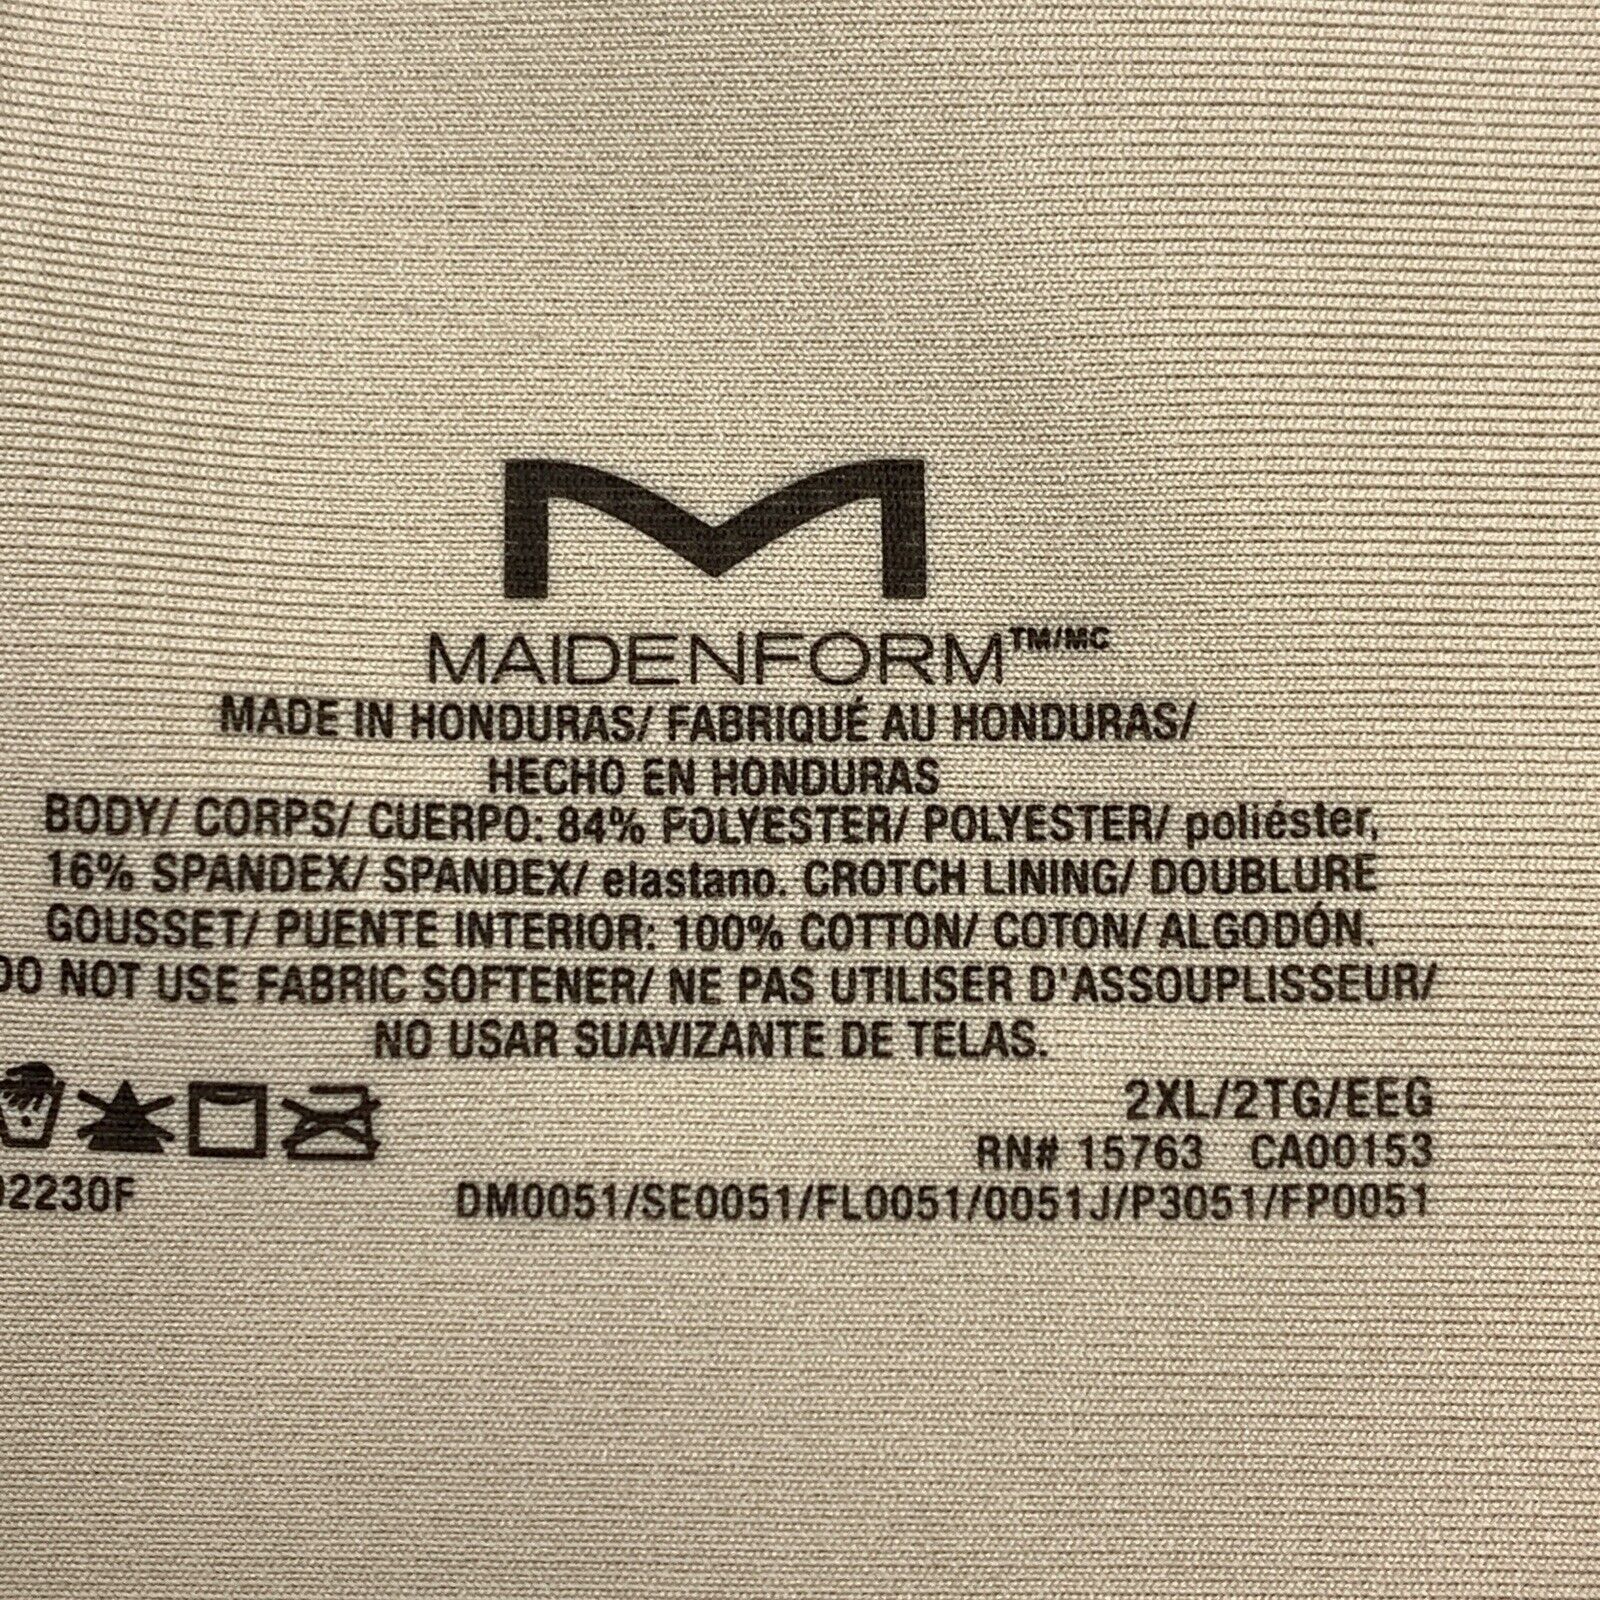 MAIDENFORM™/MC
MADE IN HONDURAS/ FABRIQUÉ AU HONDURAS/
HECHO EN HONDURAS
BODY/ CORPS/ CUERPO: 84% POLYESTER/ POLYESTER/ poliéster,
16% SPANDEX/ SPANDEX/ elastano. CROTCH LINING/ DOUBLURE
GOUSSET/ PUENTE INTERIOR: 100% COTTON/ COTON/ ALGODÓN.
DO NOT USE FABRIC SOFTENER/ NE PAS UTILISER D'ASSOUPLISSEUR/
NO USAR SUAVIZANTE DE TELAS.
2XL/2TG/EEG
RN# 15763 CA00153
02230F DM0051/SE0051/FL0051/0051J/P3051/FP0051